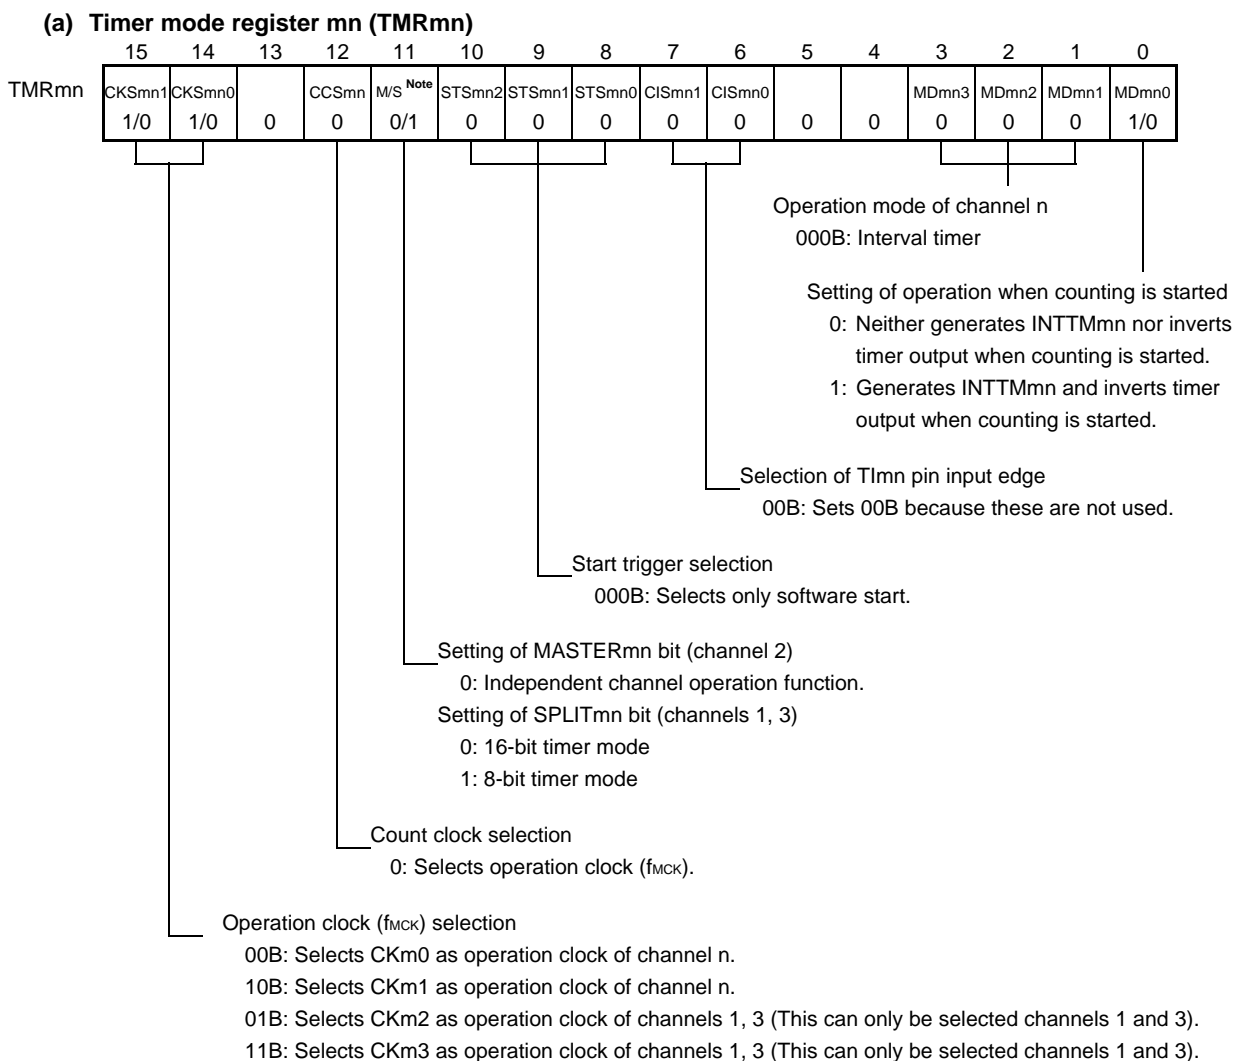 (a) Timer mode register mn (TMRmn)
15 14 13 12 11 10 9 8 7 6 5 4 3 2 1 0
TMRmn CKSmn1 CKSmn0 CCSmn M/S Note STSmn2 STSmn1 STSmn0 CISmn1 CISmn0 MDmn3 MDmn2 MDmn1 MDmn0
1/0 1/0 0 0 0/1 0 0 0 0 0 0 0 0 0 0 1/0
Operation mode of channel n
000B: Interval timer
Setting of operation when counting is started
0: Neither generates INTTMmn nor inverts
timer output when counting is started.
1: Generates INTTMmn and inverts timer
output when counting is started.
Selection of TImn pin input edge
00B: Sets 00B because these are not used.
Start trigger selection
000B: Selects only software start.
Setting of MASTERmn bit (channel 2)
0: Independent channel operation function.
Setting of SPLITmn bit (channels 1, 3)
0: 16-bit timer mode
1: 8-bit timer mode
Count clock selection
0: Selects operation clock (fMCK).
Operation clock (fMCK) selection
00B: Selects CKm0 as operation clock of channel n.
10B: Selects CKm1 as operation clock of channel n.
01B: Selects CKm2 as operation clock of channels 1, 3 (This can only be selected channels 1 and 3).
11B: Selects CKm3 as operation clock of channels 1, 3 (This can only be selected channels 1 and 3).